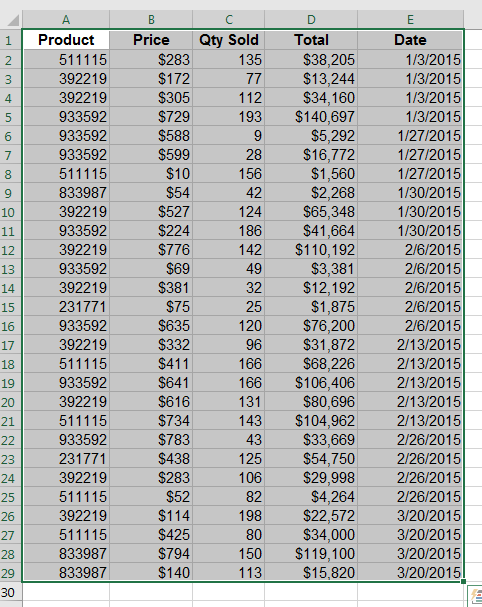 A B C D E
1 Product Price Qty Sold Total Date
2 511115 $283 135 $38,205 1/3/2015
3 392219 $172 77 $13,244 1/3/2015
4 392219 $305 112 $34,160 1/3/2015
5 933592 $729 193 $140,697 1/3/2015
6 933592 $588 9 $5,292 1/27/2015
7 933592 $599 28 $16,772 1/27/2015
8 511115 $10 156 $1,560 1/27/2015
9 833987 $54 42 $2,268 1/30/2015
10 392219 $527 124 $65,348 1/30/2015
11 933592 $224 186 $41,664 1/30/2015
12 392219 $776 142 $110,192 2/6/2015
13 933592 $69 49 $3,381 2/6/2015
14 392219 $381 32 $12,192 2/6/2015
15 231771 $75 25 $1,875 2/6/2015
16 933592 $635 120 $76,200 2/6/2015
17 392219 $332 96 $31,872 2/13/2015
18 511115 $411 166 $68,226 2/13/2015
19 933592 $641 166 $106,406 2/13/2015
20 392219 $616 131 $80,696 2/13/2015
21 511115 $734 143 $104,962 2/13/2015
22 933592 $783 43 $33,669 2/26/2015
23 231771 $438 125 $54,750 2/26/2015
24 392219 $283 106 $29,998 2/26/2015
25 511115 $52 82 $4,264 2/26/2015
26 392219 $114 198 $22,572 3/20/2015
27 511115 $425 80 $34,000 3/20/2015
28 833987 $794 150 $119,100 3/20/2015
29 833987 $140 113 $15,820 3/20/2015
30